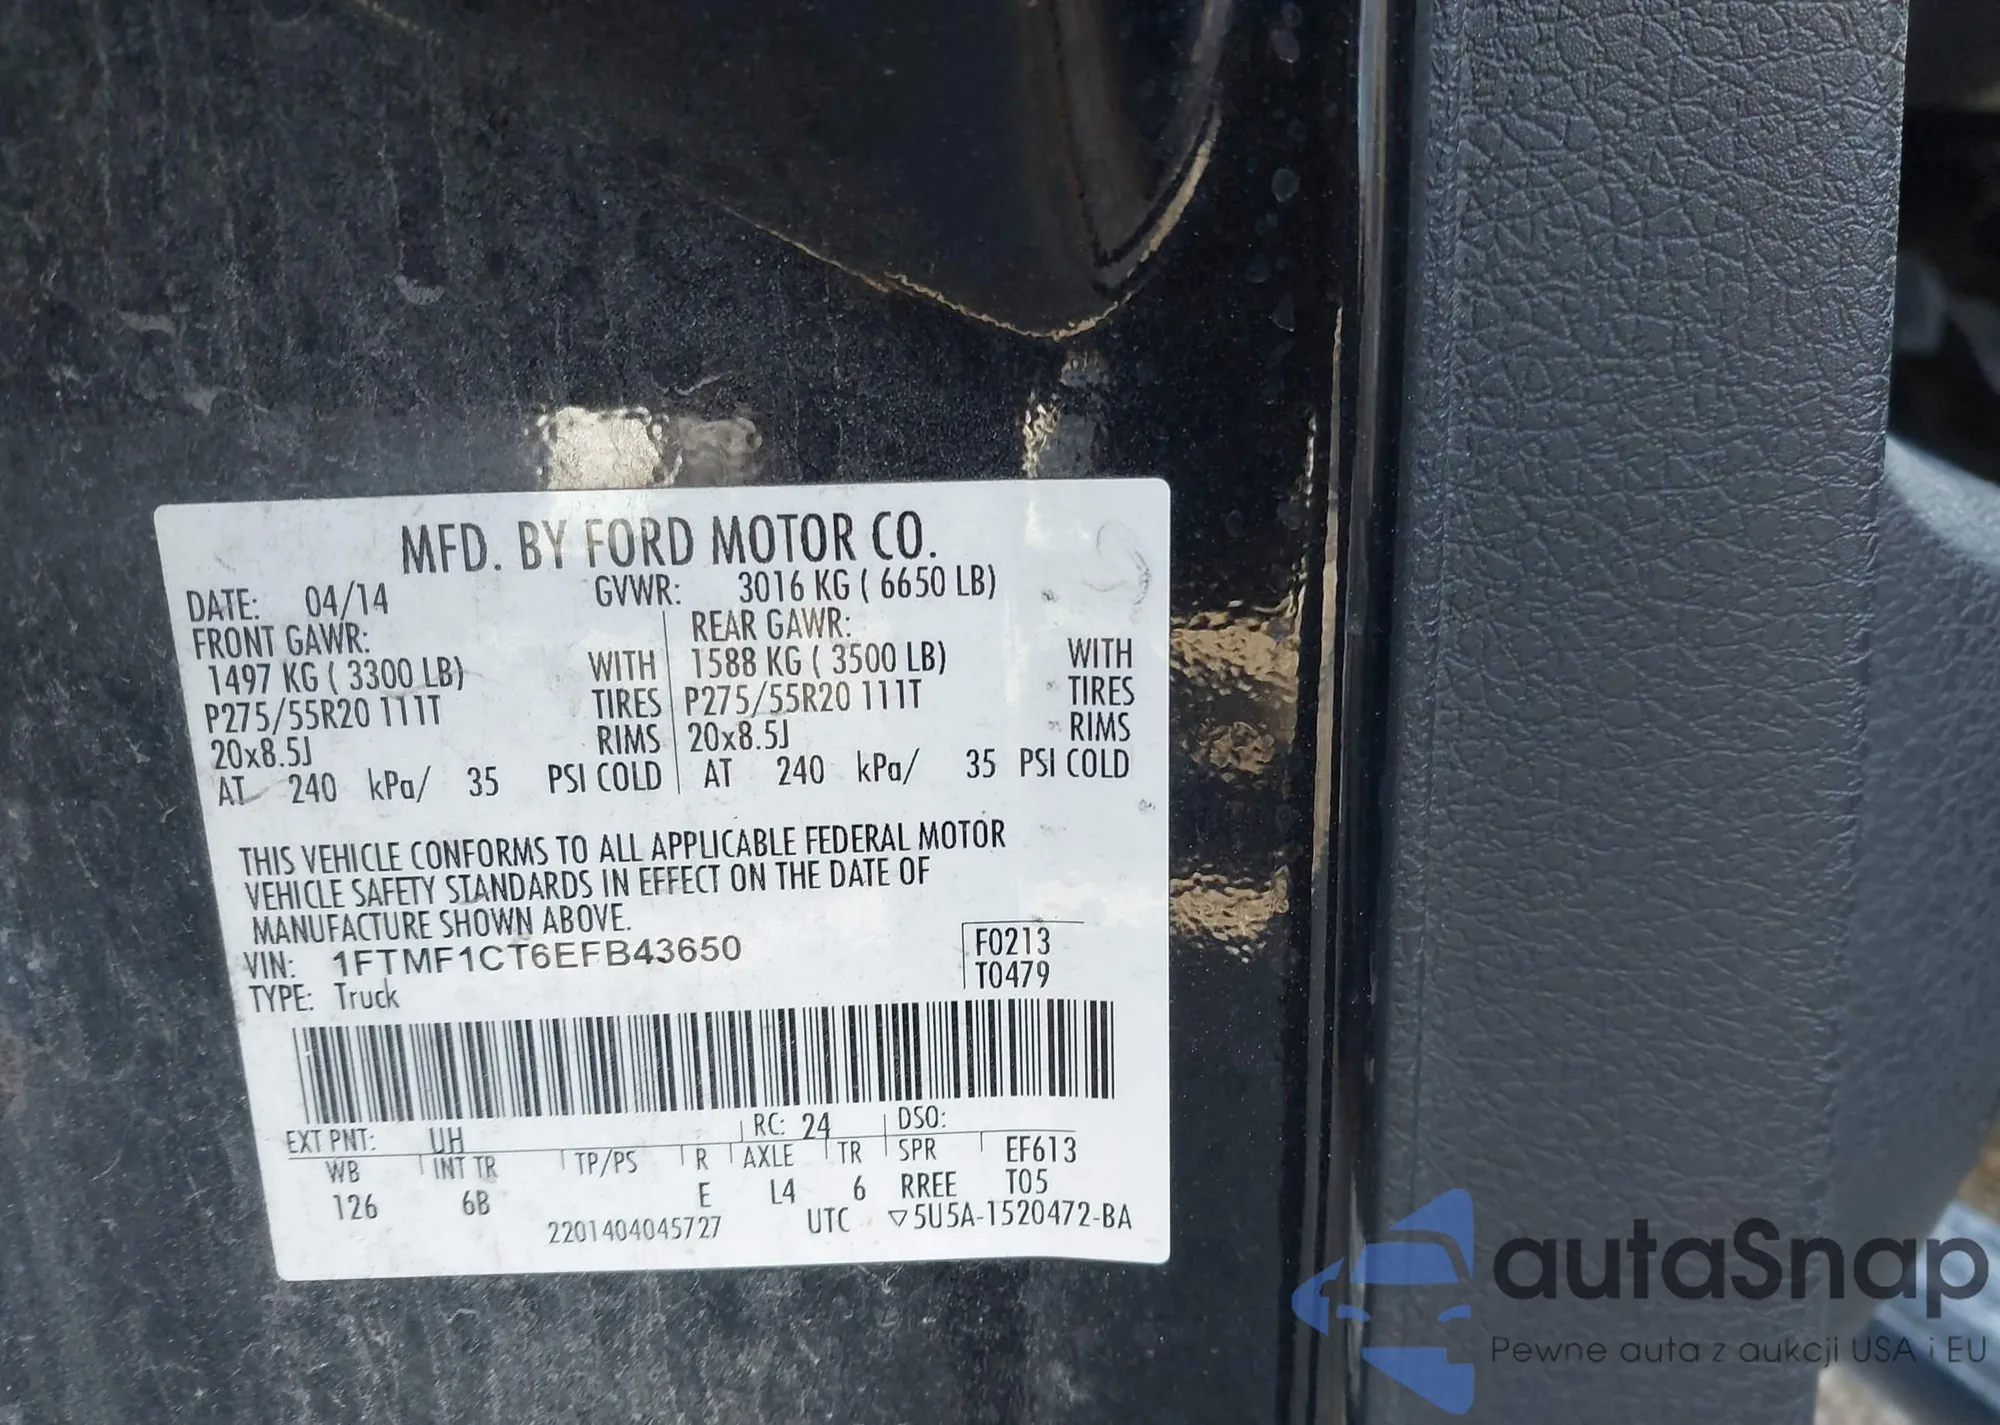 MFD. BY FORD MOTOR CO.
DATE: 04/14 GVWR: 3016 KG ( 6650 LB)
FRONT GAWR: REAR GAWR:
1497 KG ( 3300 LB) WITH 1588 KG ( 3500 LB) WITH
P275/55R20 111T TIRES P275/55R20 111T TIRES
20x8.5J RIMS 20x8.5J RIMS
AT 240 kPa/ 35 PSI COLD AT 240 kPa/ 35 PSI COLD
THIS VEHICLE CONFORMS TO ALL APPLICABLE FEDERAL MOTOR
VEHICLE SAFETY STANDARDS IN EFFECT ON THE DATE OF
MANUFACTURE SHOWN ABOVE.
VIN: 1FTMF1CT6EFB43650 F0213
TYPE: Truck T0479
EXT PNT: UH RC: 24 DSO:
WB INT TR TP/PS R AXLE TR SPR EF613
126 6B E L4 6 RREE T05
2201404045727 UTC ▽5U5A-1520472-BA
autaSnap
Pewne auta z aukcji USA i EU